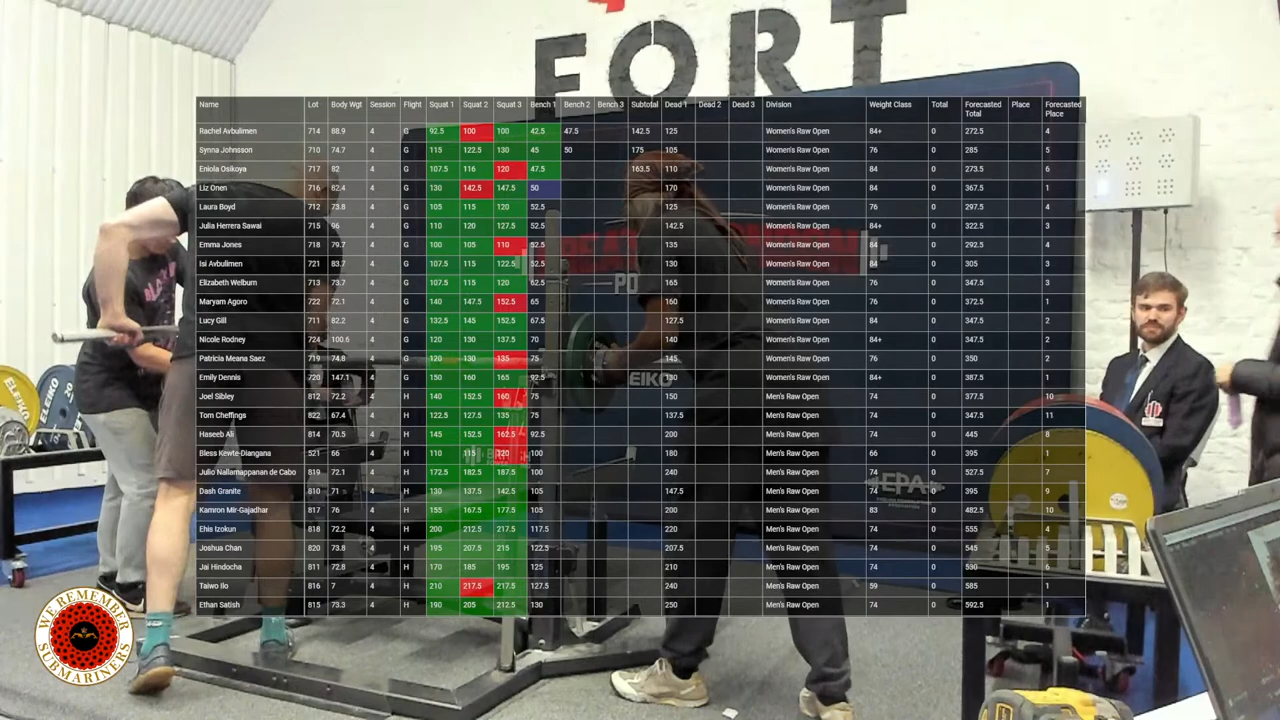 FORT
Name Lot Body Wgt Session Flight Squat 1 Squat 2 Squat 3 Bench 1 Bench 2 Bench 3 Subtotal Dead 1 Dead 2 Dead 3 Division Weight Class Total Forecasted Total Place Forecasted Place
Rachel Avbulimen 714 88.9 4 G 92.5 100 100 42.5 47.5 142.5 125 Women's Raw Open 84+ 0 272.5 4
Synna Johnsson 710 74.7 4 G 115 122.5 130 45 50 175 105 Women's Raw Open 76 0 285 5
Eniola Osikoya 717 82 4 G 107.5 116 120 47.5 163.5 110 Women's Raw Open 84 0 273.5 6
Liz Onen 716 82.4 4 G 130 142.5 147.5 50 170 Women's Raw Open 84 0 367.5 1
Laura Boyd 712 73.8 4 G 105 115 120 52.5 125 Women's Raw Open 76 0 297.5 4
Julia Herrera Sawai 715 96 4 G 110 120 127.5 52.5 142.5 Women's Raw Open 84+ 0 322.5 3
Emma Jones 718 79.7 4 G 100 105 110 52.5 135 Women's Raw Open 84 0 292.5 4
Isi Avbulimen 721 83.7 4 G 107.5 115 122.5 52.5 130 Women's Raw Open 84 0 305 3
Elizabeth Welburn 713 73.7 4 G 107.5 115 120 62.5 165 Women's Raw Open 76 0 347.5 3
Maryam Agoro 722 72.1 4 G 140 147.5 152.5 65 160 Women's Raw Open 76 0 372.5 1
Lucy Gill 711 82.2 4 G 132.5 145 152.5 67.5 127.5 Women's Raw Open 84 0 347.5 2
Nicole Rodney 724 100.6 4 G 120 130 137.5 70 140 Women's Raw Open 84+ 0 347.5 2
Patricia Meana Saez 719 74.8 4 G 120 130 135 75 145 Women's Raw Open 76 0 350 2
Emily Dennis 720 147.1 4 G 150 160 165 92.5 130 Women's Raw Open 84+ 0 387.5 1
Joel Sibley 812 72.2 4 H 140 152.5 160 75 150 Men's Raw Open 74 0 377.5 10
Tom Cheffings 822 67.4 4 H 122.5 127.5 135 75 137.5 Men's Raw Open 74 0 347.5 11
Haseeb Ali 814 70.5 4 H 145 152.5 162.5 92.5 200 Men's Raw Open 74 0 445 8
Bless Kewte-Diangana 521 66 4 H 110 115 120 100 180 Men's Raw Open 66 0 395 1
Julio Nallamappanan de Cabo 819 72.1 4 H 172.5 182.5 187.5 100 240 Men's Raw Open 74 0 527.5 7
Dash Granite 810 71 4 H 130 137.5 142.5 105 147.5 Men's Raw Open 74 0 395 9
Kamron Mir-Gajadhar 817 76 4 H 155 167.5 177.5 105 200 Men's Raw Open 83 0 482.5 10
Ehis Izokun 818 72.2 4 H 200 212.5 217.5 117.5 220 Men's Raw Open 74 0 555 4
Joshua Chan 820 73.8 4 H 195 207.5 215 122.5 207.5 Men's Raw Open 74 0 545 5
Jai Hindocha 811 72.8 4 H 170 185 195 125 210 Men's Raw Open 74 0 530 6
Taiwo Ilo 816 7 4 H 210 217.5 127.5 240 Men's Raw Open 59 0 585 1
Ethan Satish 815 73.3 4 H 190 205 212.5 130 250 Men's Raw Open 74 0 592.5 1
PO
EIKO
EPA
ELEIKO
WE REMEMBER
SUBMARINERS